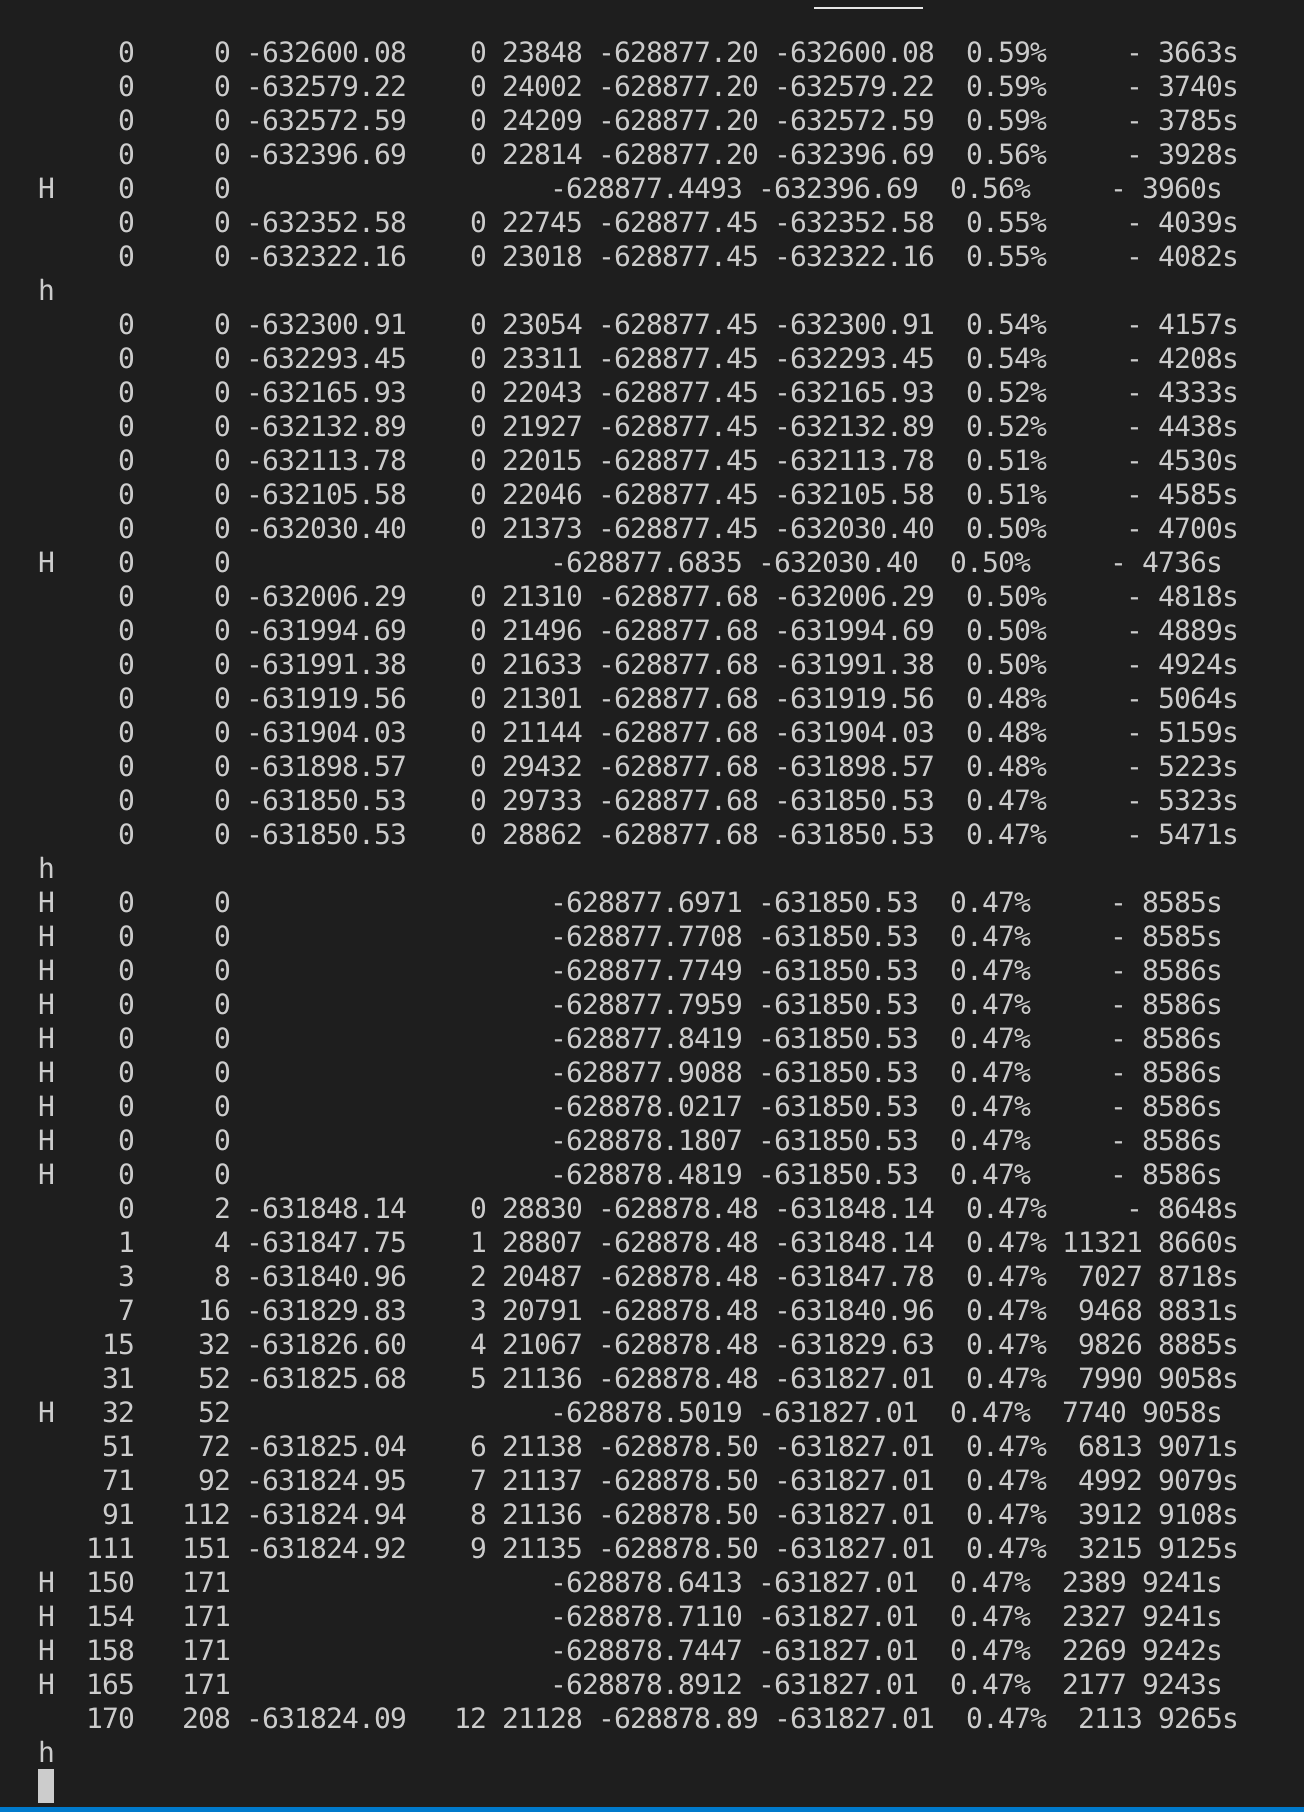 0 0 -632600.08 0 23848 -628877.20 -632600.08 0.59% - 3663s
0 0 -632579.22 0 24002 -628877.20 -632579.22 0.59% - 3740s
0 0 -632572.59 0 24209 -628877.20 -632572.59 0.59% - 3785s
0 0 -632396.69 0 22814 -628877.20 -632396.69 0.56% - 3928s
H 0 0 -628877.4493 -632396.69 0.56% - 3960s
0 0 -632352.58 0 22745 -628877.45 -632352.58 0.55% - 4039s
0 0 -632322.16 0 23018 -628877.45 -632322.16 0.55% - 4082s
h
0 0 -632300.91 0 23054 -628877.45 -632300.91 0.54% - 4157s
0 0 -632293.45 0 23311 -628877.45 -632293.45 0.54% - 4208s
0 0 -632165.93 0 22043 -628877.45 -632165.93 0.52% - 4333s
0 0 -632132.89 0 21927 -628877.45 -632132.89 0.52% - 4438s
0 0 -632113.78 0 22015 -628877.45 -632113.78 0.51% - 4530s
0 0 -632105.58 0 22046 -628877.45 -632105.58 0.51% - 4585s
0 0 -632030.40 0 21373 -628877.45 -632030.40 0.50% - 4700s
H 0 0 -628877.6835 -632030.40 0.50% - 4736s
0 0 -632006.29 0 21310 -628877.68 -632006.29 0.50% - 4818s
0 0 -631994.69 0 21496 -628877.68 -631994.69 0.50% - 4889s
0 0 -631991.38 0 21633 -628877.68 -631991.38 0.50% - 4924s
0 0 -631919.56 0 21301 -628877.68 -631919.56 0.48% - 5064s
0 0 -631904.03 0 21144 -628877.68 -631904.03 0.48% - 5159s
0 0 -631898.57 0 29432 -628877.68 -631898.57 0.48% - 5223s
0 0 -631850.53 0 29733 -628877.68 -631850.53 0.47% - 5323s
0 0 -631850.53 0 28862 -628877.68 -631850.53 0.47% - 5471s
h
H 0 0 -628877.6971 -631850.53 0.47% - 8585s
H 0 0 -628877.7708 -631850.53 0.47% - 8585s
H 0 0 -628877.7749 -631850.53 0.47% - 8586s
H 0 0 -628877.7959 -631850.53 0.47% - 8586s
H 0 0 -628877.8419 -631850.53 0.47% - 8586s
H 0 0 -628877.9088 -631850.53 0.47% - 8586s
H 0 0 -628878.0217 -631850.53 0.47% - 8586s
H 0 0 -628878.1807 -631850.53 0.47% - 8586s
H 0 0 -628878.4819 -631850.53 0.47% - 8586s
0 2 -631848.14 0 28830 -628878.48 -631848.14 0.47% - 8648s
1 4 -631847.75 1 28807 -628878.48 -631848.14 0.47% 11321 8660s
3 8 -631840.96 2 20487 -628878.48 -631847.78 0.47% 7027 8718s
7 16 -631829.83 3 20791 -628878.48 -631840.96 0.47% 9468 8831s
15 32 -631826.60 4 21067 -628878.48 -631829.63 0.47% 9826 8885s
31 52 -631825.68 5 21136 -628878.48 -631827.01 0.47% 7990 9058s
H 32 52 -628878.5019 -631827.01 0.47% 7740 9058s
51 72 -631825.04 6 21138 -628878.50 -631827.01 0.47% 6813 9071s
71 92 -631824.95 7 21137 -628878.50 -631827.01 0.47% 4992 9079s
91 112 -631824.94 8 21136 -628878.50 -631827.01 0.47% 3912 9108s
111 151 -631824.92 9 21135 -628878.50 -631827.01 0.47% 3215 9125s
H 150 171 -628878.6413 -631827.01 0.47% 2389 9241s
H 154 171 -628878.7110 -631827.01 0.47% 2327 9241s
H 158 171 -628878.7447 -631827.01 0.47% 2269 9242s
H 165 171 -628878.8912 -631827.01 0.47% 2177 9243s
170 208 -631824.09 12 21128 -628878.89 -631827.01 0.47% 2113 9265s
h